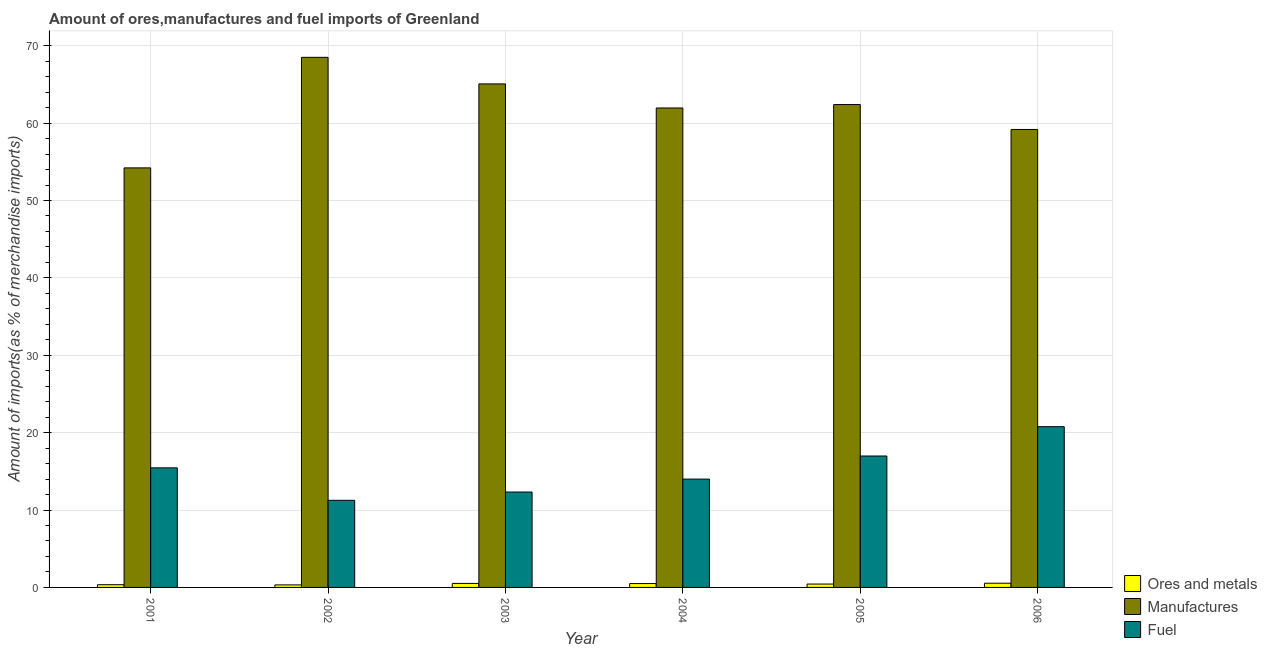 Amount of ores,manufactures and fuel imports of Greenland
Amount of imports(as % of merchandise imports)
70
60
50
40
30
20
10
0
2001
2002
2003
2004
2005
2006
Year
Ores and metals
Manufactures
Fuel